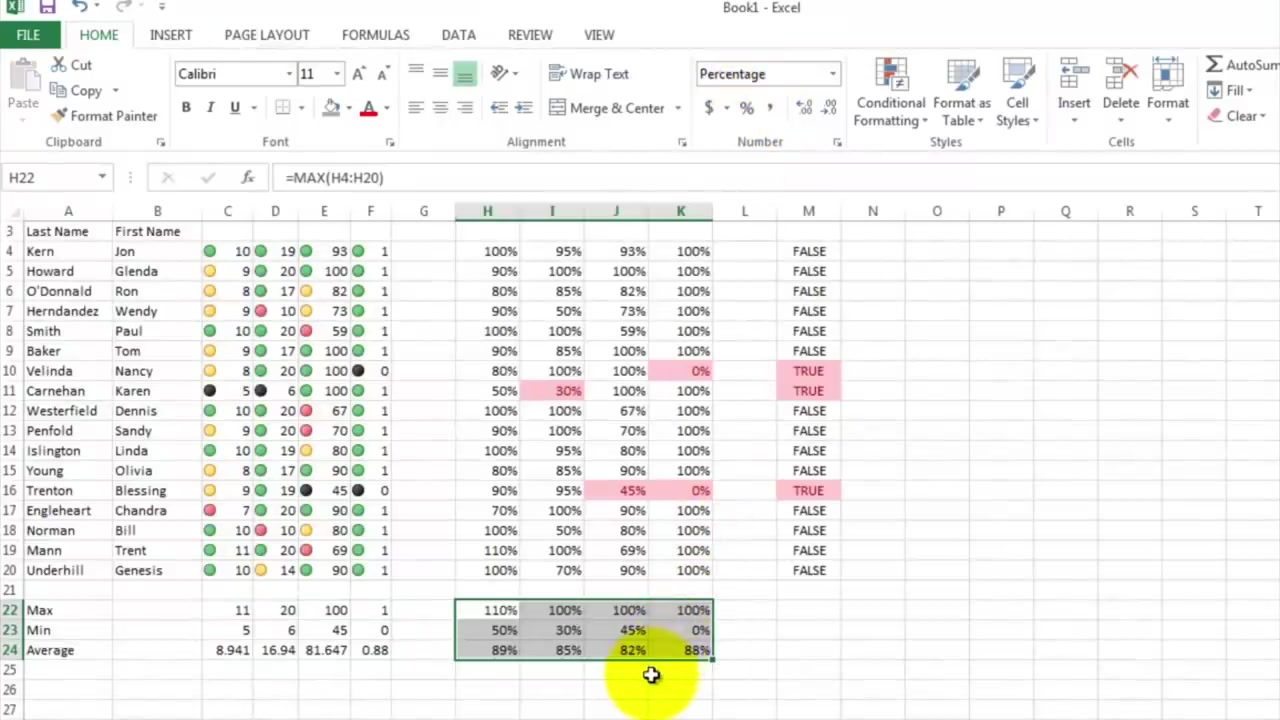 Book1 - Excel
FILE HOME INSERT PAGE LAYOUT FORMULAS DATA REVIEW VIEW
Cut Calibri 11 Wrap Text Percentage AutoSum
Paste Copy Conditional Format as Cell Insert Delete Format Fill
B I U Merge & Center $ % Formatting Table Styles
Format Painter Clear
Clipboard Font Alignment Number Styles Cells
H22 fx =MAX(H4:H20)
A B C D E F G H I J K L M N O P Q R S T
3 Last Name First Name
4 Kern Jon 10 19 93 1 100% 95% 93% 100% FALSE
5 Howard Glenda 9 20 100 1 90% 100% 100% 100% FALSE
6 O'Donnald Ron 8 17 82 1 80% 85% 82% 100% FALSE
7 Herndandez Wendy 9 10 73 1 90% 50% 73% 100% FALSE
8 Smith Paul 10 20 59 1 100% 100% 59% 100% FALSE
9 Baker Tom 9 17 100 1 90% 85% 100% 100% FALSE
10 Velinda Nancy 8 20 100 0 80% 100% 100% 0% TRUE
11 Carnehan Karen 5 6 100 1 50% 30% 100% 100% TRUE
12 Westerfield Dennis 10 20 67 1 100% 100% 67% 100% FALSE
13 Penfold Sandy 9 20 70 1 90% 100% 70% 100% FALSE
14 Islington Linda 10 19 80 1 100% 95% 80% 100% FALSE
15 Young Olivia 8 17 90 1 80% 85% 90% 100% FALSE
16 Trenton Blessing 9 19 45 0 90% 95% 45% 0% TRUE
17 Engleheart Chandra 7 20 90 1 70% 100% 90% 100% FALSE
18 Norman Bill 10 10 80 1 100% 50% 80% 100% FALSE
19 Mann Trent 11 20 69 1 110% 100% 69% 100% FALSE
20 Underhill Genesis 10 14 90 1 100% 70% 90% 100% FALSE
21
22 Max 11 20 100 1 110% 100% 100% 100%
23 Min 5 6 45 0 50% 30% 45% 0%
24 Average 8.941 16.94 81.647 0.88 89% 85% 82% 88%
25
26
27